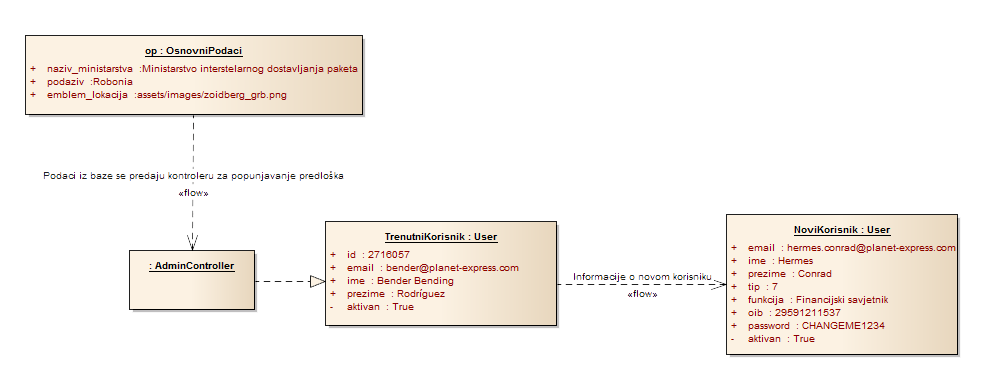 op : OsnovniPodaci
+ naziv_ministarstva :Ministarstvo interstelarnog dostavljanja paketa
+ podaziv :Robonia
+ emblem_lokacija :assets/images/zoidberg_grb.png
Podaci iz baze se predaju kontroleru za popunjavanje predloška
«flow»
: AdminController
TrenutniKorisnik : User
+ id : 2716057
+ email : bender@planet-express.com
+ ime : Bender Bending
+ prezime : Rodríguez
- aktivan : True
Informacije o novom korisniku
«flow»
NoviKorisnik : User
+ email : hermes.conrad@planet-express.com
+ ime : Hermes
+ prezime : Conrad
+ tip : 7
+ funkcija : Financijski savjetnik
+ oib : 29591211537
+ password : CHANGEME1234
- aktivan : True